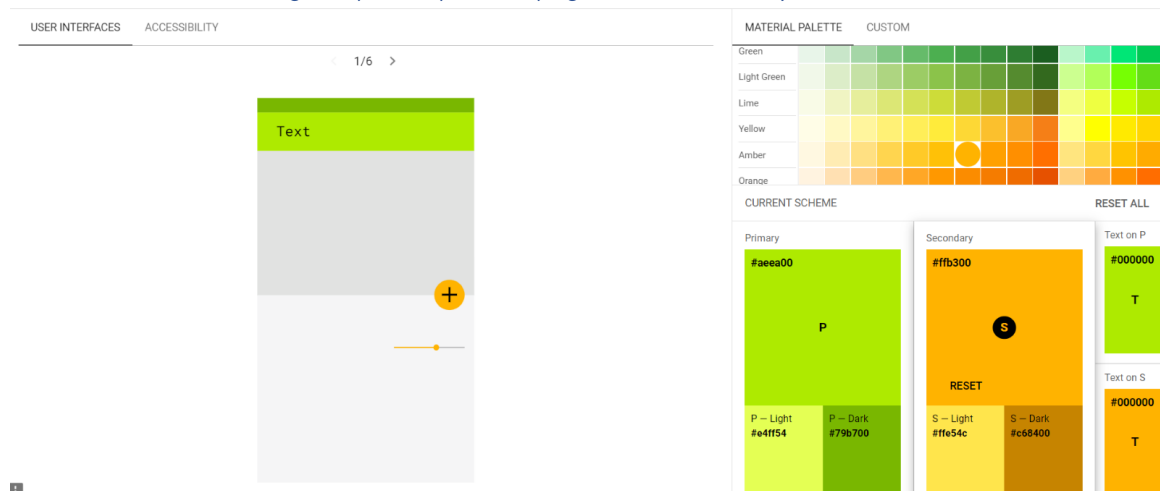 USER INTERFACES ACCESSIBILITY
< 1/6 >
Text
MATERIAL PALETTE CUSTOM
Green
Light Green
Lime
Yellow
Amber
Orange
CURRENT SCHEME RESET ALL
Primary
#aeea00
P
P — Light
#e4ff54
P — Dark
#79b700
Secondary
#ffb300
S
RESET
S — Light
#ffe54c
S — Dark
#c68400
Text on P
#000000
T
Text on S
#000000
T